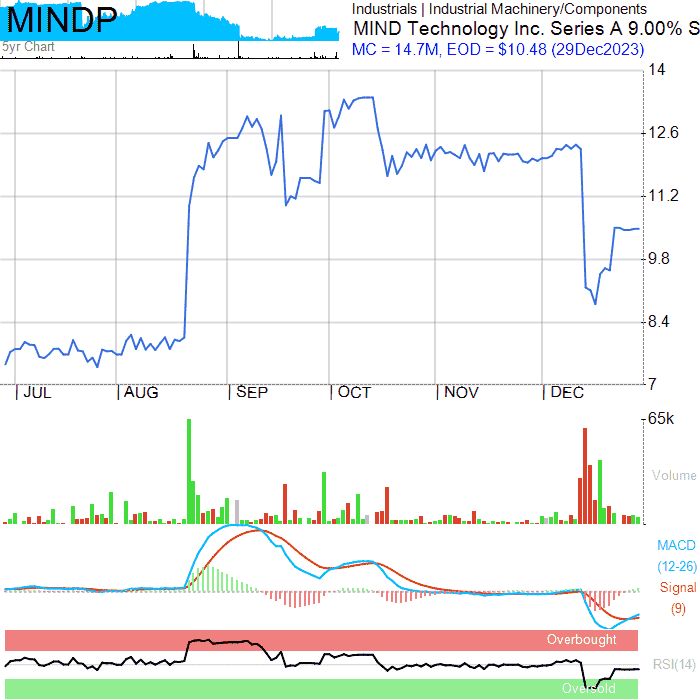 MINDP
5yr Chart
Industrials | Industrial Machinery/Components
MIND Technology Inc. Series A 9.00% S
MC = 14.7M, EOD = $10.48 (29Dec2023)
14
12.6
11.2
9.8
8.4
7
| JUL | AUG | SEP | OCT | NOV | DEC
65k
Volume
MACD
(12-26)
Signal
(9)
Overbought
RSI(14)
Oversold